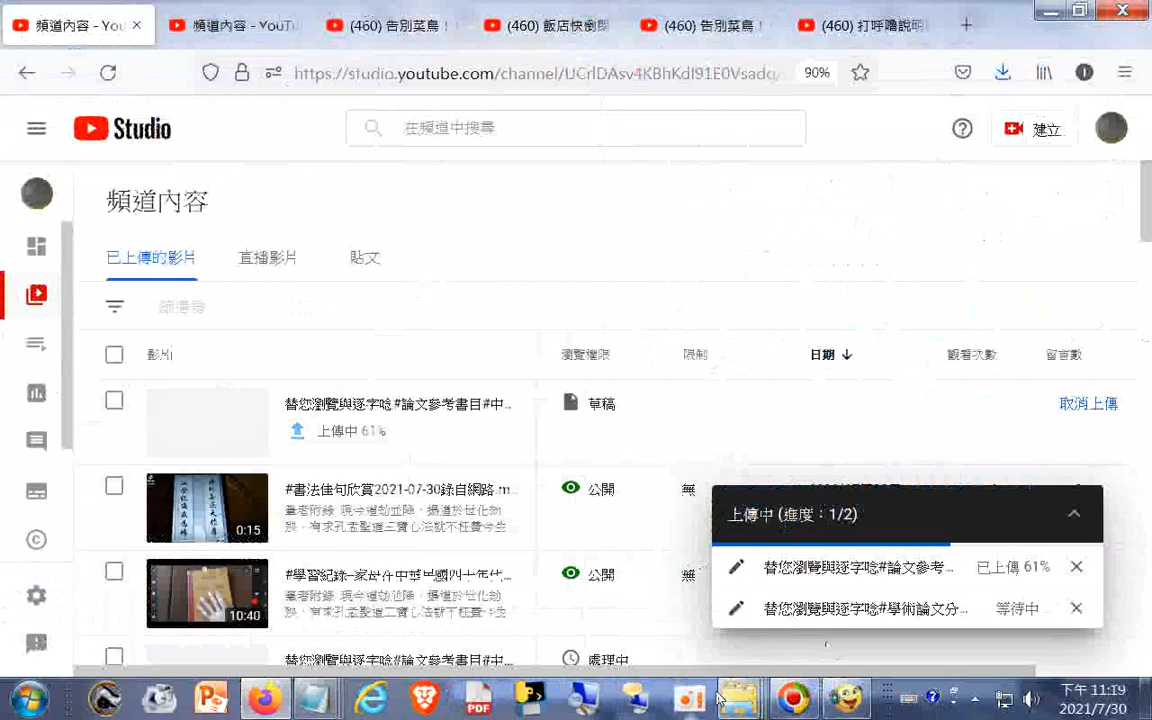 頻道內容 - You
頻道內容 - YouTu
(460) 告別菜鳥!
(460) 飯店快倒閉
(460) 告別菜鳥!
(460) 打呼嚕說明
https://studio.youtube.com/channel/UCrlDAsv4KBhKdI91E0Vsadg
90%
Studio
在頻道中搜尋
建立
頻道內容
已上傳的影片
直播影片
貼文
篩選器
影片
瀏覽權限
限制
日期
觀看次數
留言數
替您瀏覽與逐字唸#論文參考書目#中...
草稿
取消上傳
上傳中 61%
#書法佳句欣賞2021-07-30錄自網路.m...
公開
無
0:15
上傳中 (進度:1/2)
替您瀏覽與逐字唸#論文參考...
已上傳 61%
替您瀏覽與逐字唸#學術論文分...
等待中
公開
無
10:40
替您瀏覽與逐字唸#論文參考書目#中...
處理中
PDF
下午 11:19
2021/7/30